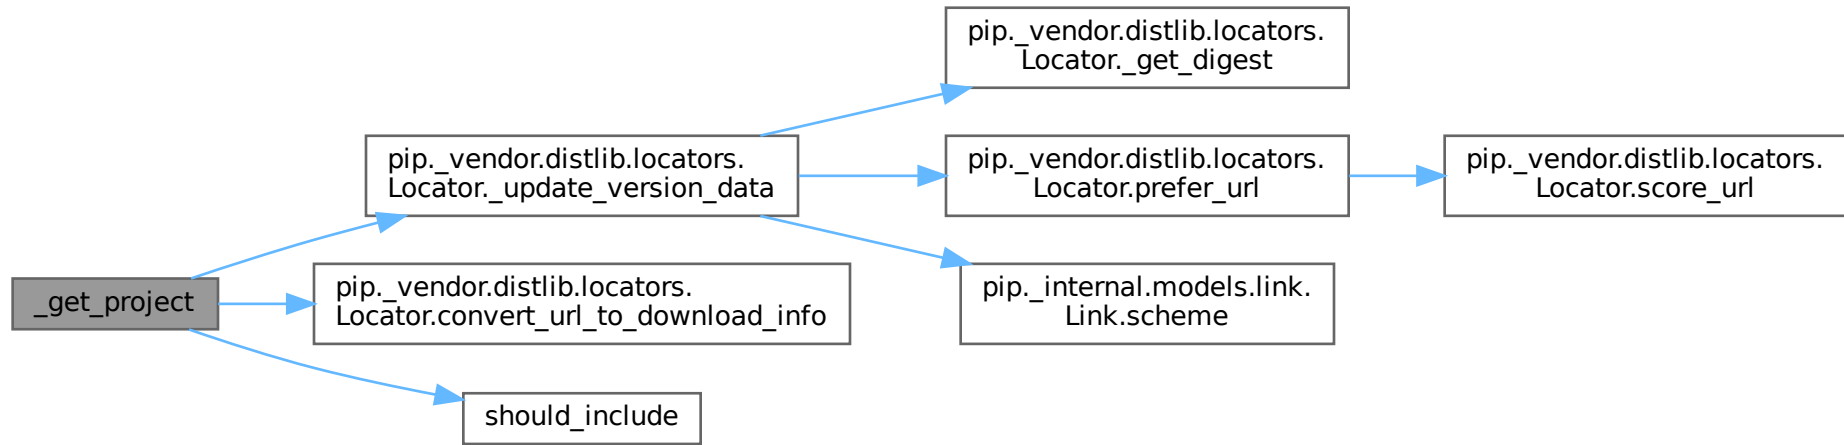 pip._vendor.distlib.locators.
Locator._get_digest
pip._vendor.distlib.locators.
Locator._update_version_data
pip._vendor.distlib.locators.
Locator.prefer_url
pip._vendor.distlib.locators.
Locator.score_url
_get_project
pip._vendor.distlib.locators.
Locator.convert_url_to_download_info
pip._internal.models.link.
Link.scheme
should_include